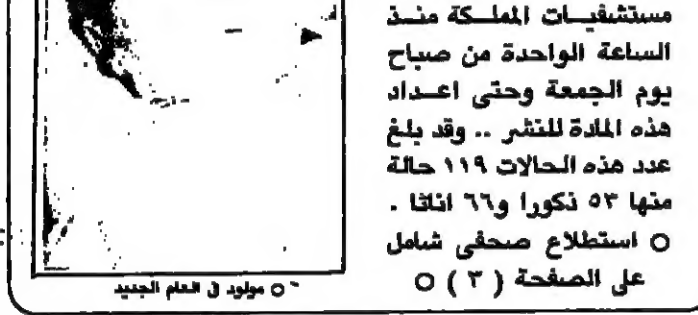 مستشفيات المملكة منذ
الساعة الواحدة من صباح
يوم الجمعة وحتى اعداد
هذه المادة للنشر .. وقد بلغ
عدد هذه الحالات ١١٩ حالة
منها ٥٣ ذكورا و٦٦ اناثا .
○ استطلاع صحفى شامل
على الصفحة ( ٣ ) ○
○ مولود في العام الجديد